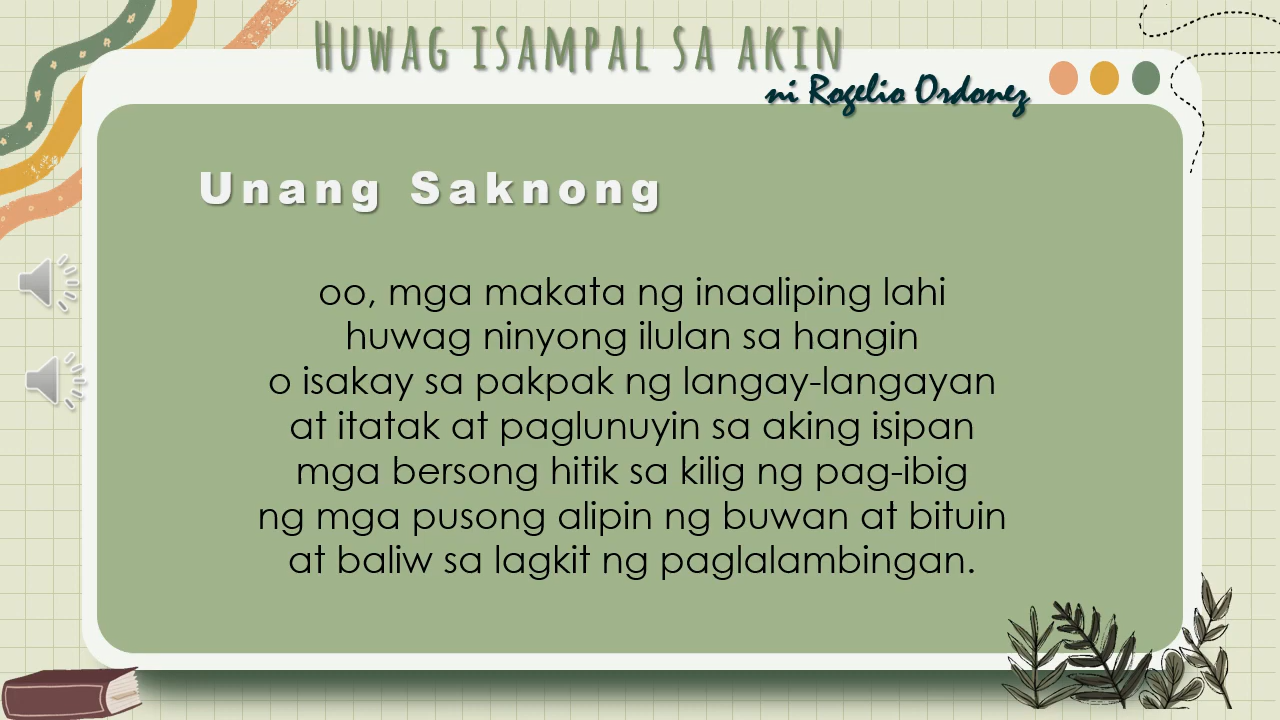 Huwag isampal sa akin
ni Rogelio Ordonez
Unang Saknong
oo, mga makata ng inaaliping lahi
huwag ninyong ilulan sa hangin
o isakay sa pakpak ng langay-langayan
at itatak at paglunuyin sa aking isipan
mga bersong hitik sa kilig ng pag-ibig
ng mga pusong alipin ng buwan at bituin
at baliw sa lagkit ng paglalambingan.